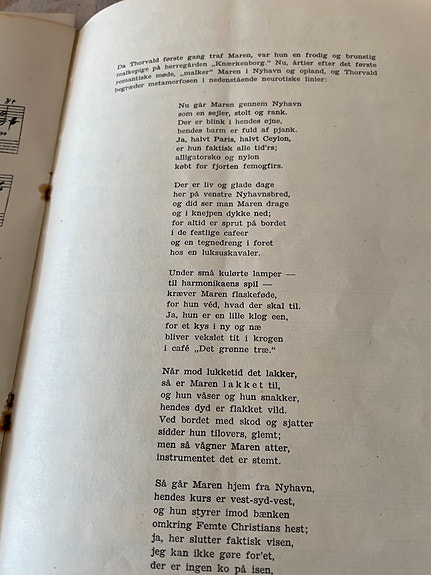 Da Thorvald første gang traf Maren, var hun en frodig og brunstig
malkepige på herregården „Knærkenborg.“ Nu, årtier efter det første
romantiske møde, „malker“ Maren i Nyhavn og opland, og Thorvald
begræder metamorfosen i nedenstående neurotiske linier:
Nu går Maren gennem Nyhavn
som en sejler, stolt og rank.
Der er blink i hendes øjne,
hendes barm er fuld af pjank.
Ja, halvt Paris, halvt Ceylon,
er hun faktisk alle tid'rs;
alligatorsko og nylon
købt for fjorten femogfirs.
Der er liv og glade dage
her på venstre Nyhavnsbred,
og did ser man Maren drage
og i knejpen dykke ned;
for altid er sprut på bordet
i de festlige cafeer
og en tegnedreng i foret
hos en luksuskavaler.
Under små kulørte lamper —
til harmonikaens spil —
kræver Maren flaskeføde,
for hun véd, hvad der skal til.
Ja, hun er en lille klog een,
for et kys i ny og næ
bliver vekslet tit i krogen
i café „Det grønne træ.“
Når mod lukketid det lakker,
så er Maren lakket til,
og hun våser og hun snakker,
hendes dyd er flakket vild.
Ved bordet med skod og sjatter
sidder hun tilovers, glemt;
men så vågner Maren atter,
instrumentet det er stemt.
Så går Maren hjem fra Nyhavn,
hendes kurs er vest-syd-vest,
og hun styrer imod bænken
omkring Femte Christians hest;
ja, her slutter faktisk visen,
jeg kan ikke gøre for'et,
der er ingen ko på isen,